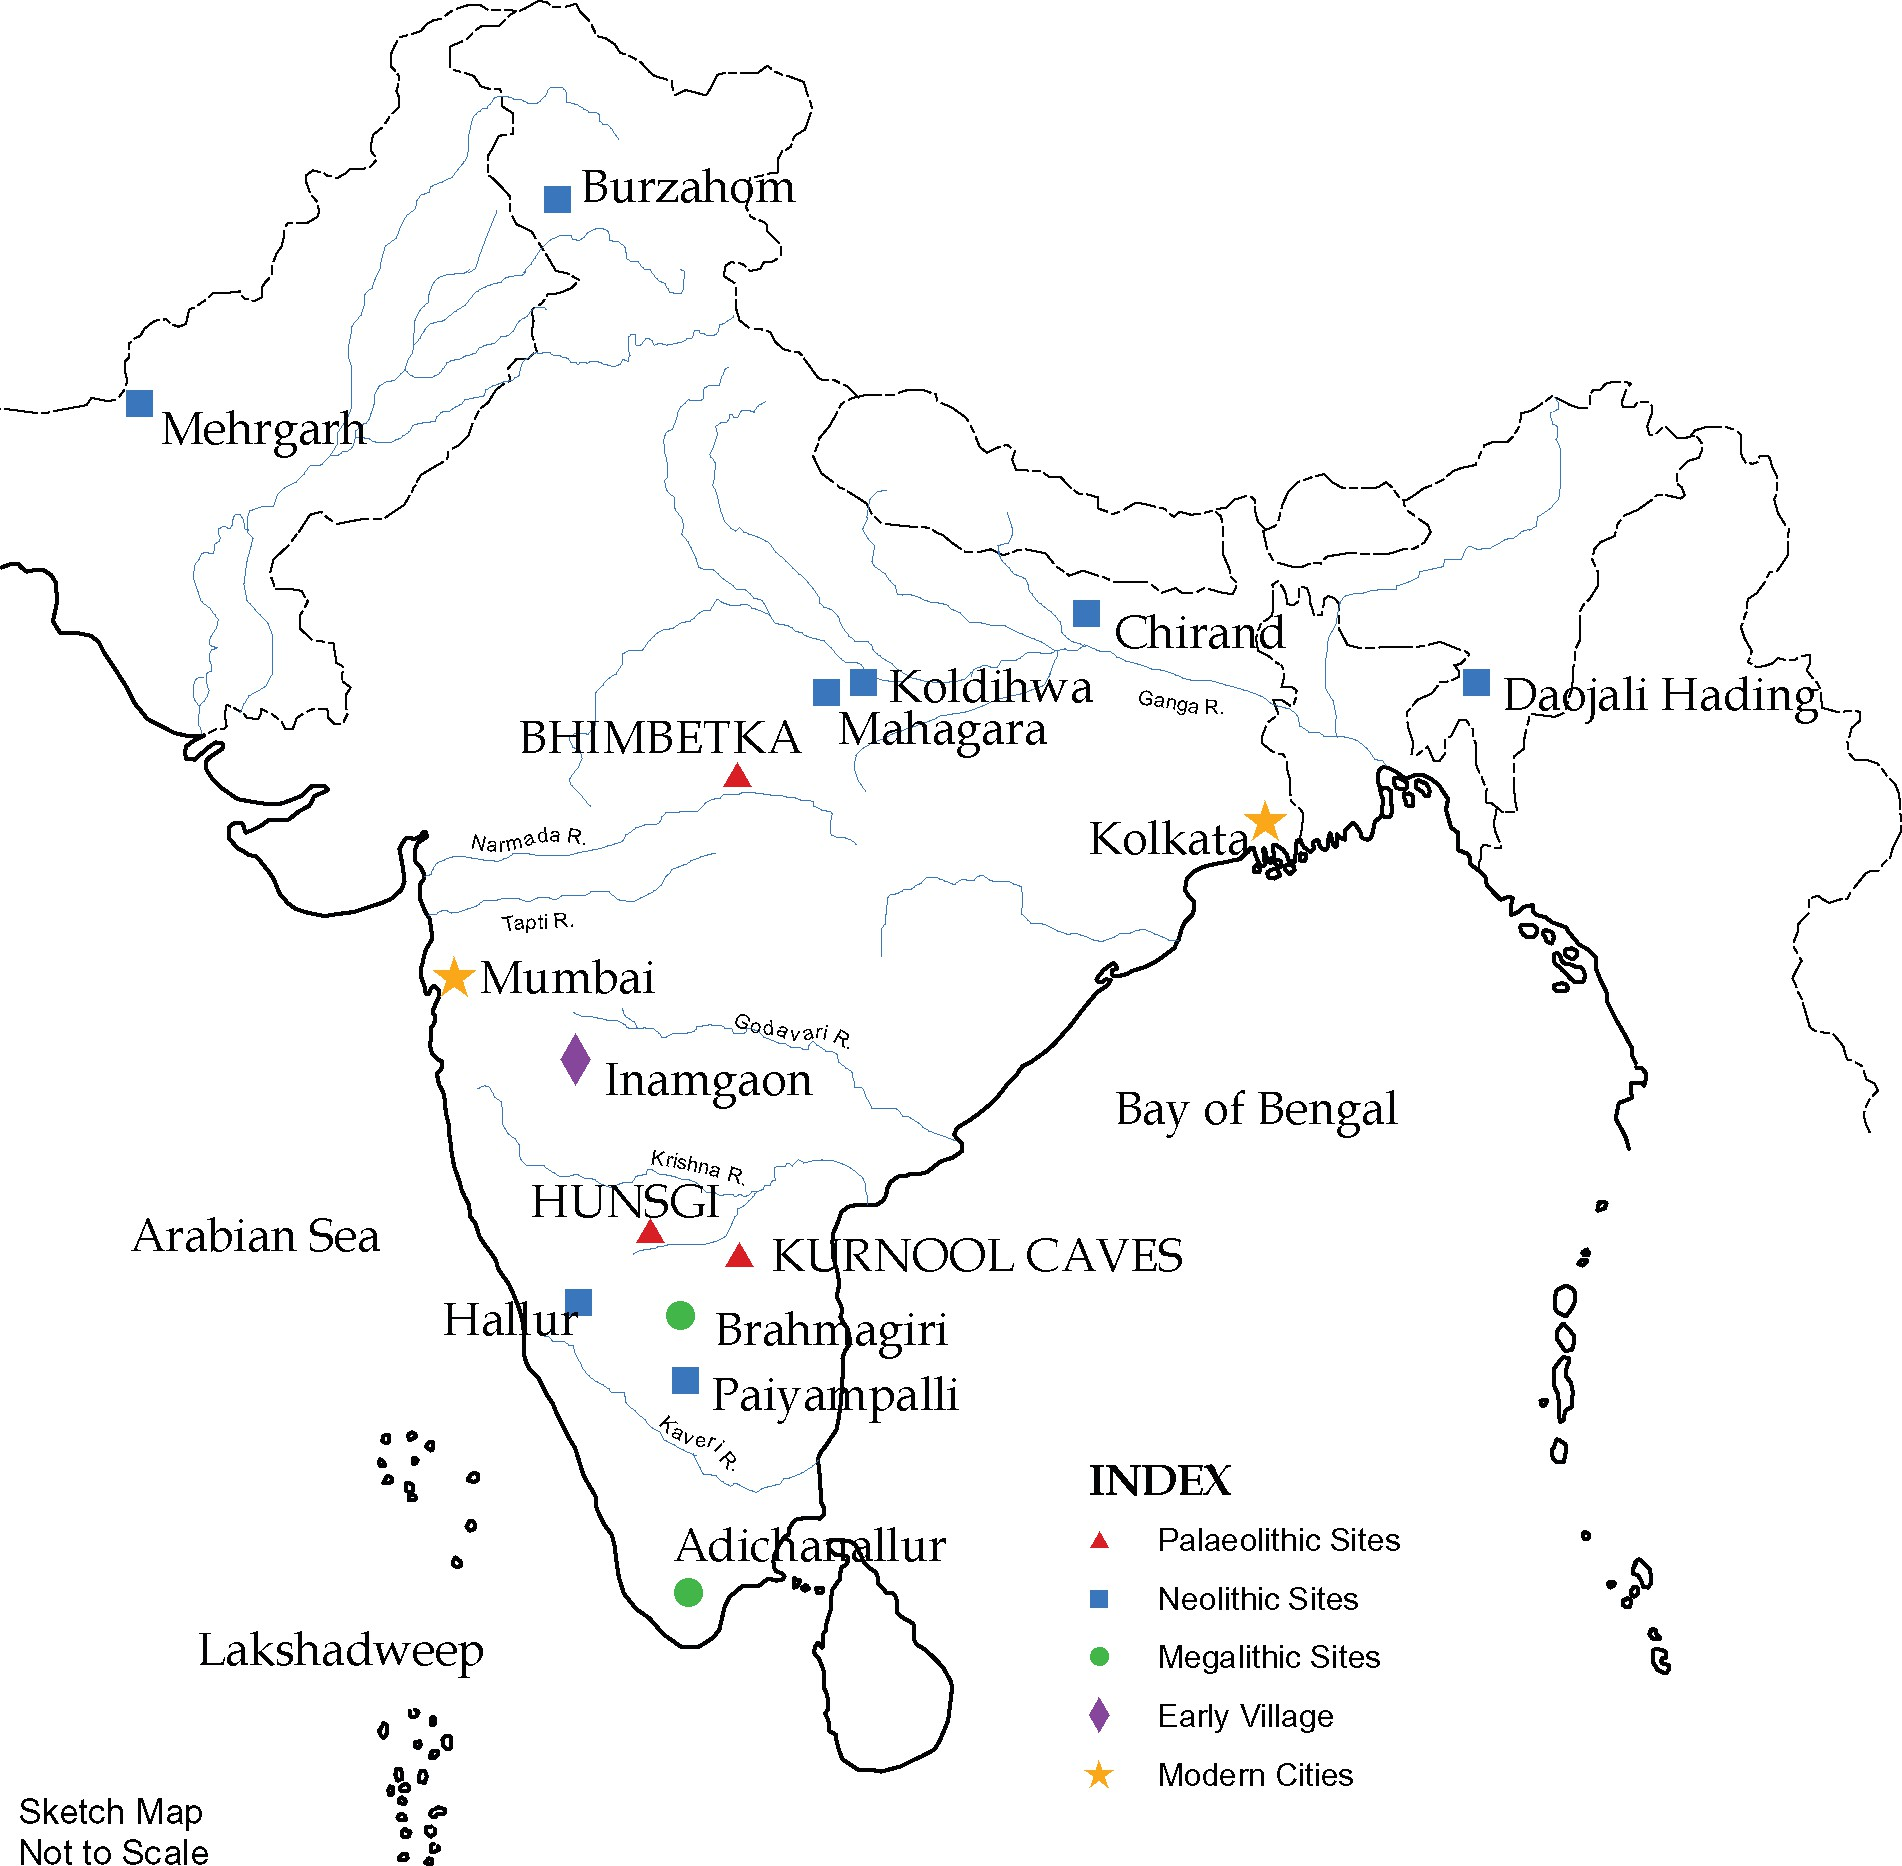 Burzahom
Mehrgarh
Chirand
Koldihwa
Daojali Hading
Ganga R.
Mahagara
BHIMBETKA
Kolkata
Narmada R.
Tapti R.
Mumbai
Godavari R.
Inamgaon
Bay of Bengal
Krishna R.
HUNSGI
Arabian Sea
KURNOOL CAVES
Hallur
Brahmagiri
Paiyampalli
Kaveri R.
INDEX
Palaeolithic Sites
Adichanallur
Neolithic Sites
Lakshadweep
Megalithic Sites
Early Village
Modern Cities
Sketch Map
Not to Scale